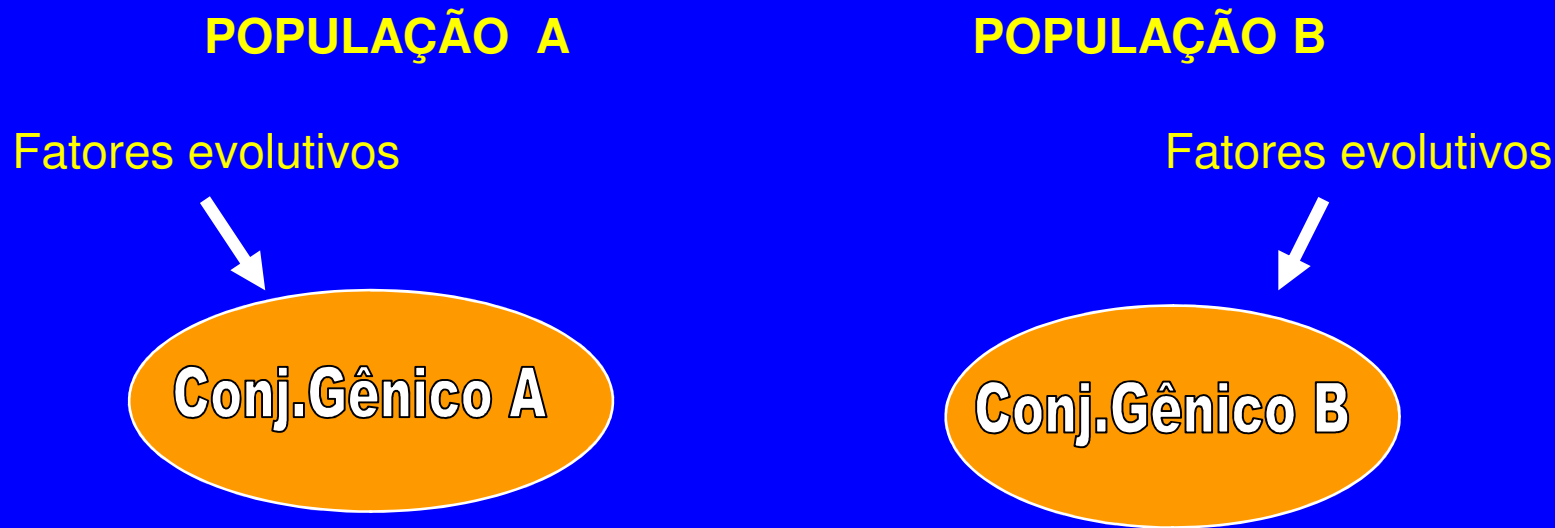 POPULAÇÃO  A
POPULAÇÃO B
Fatores evolutivos
Fatores evolutivos
Conj.Gênico A
Conj.Gênico B